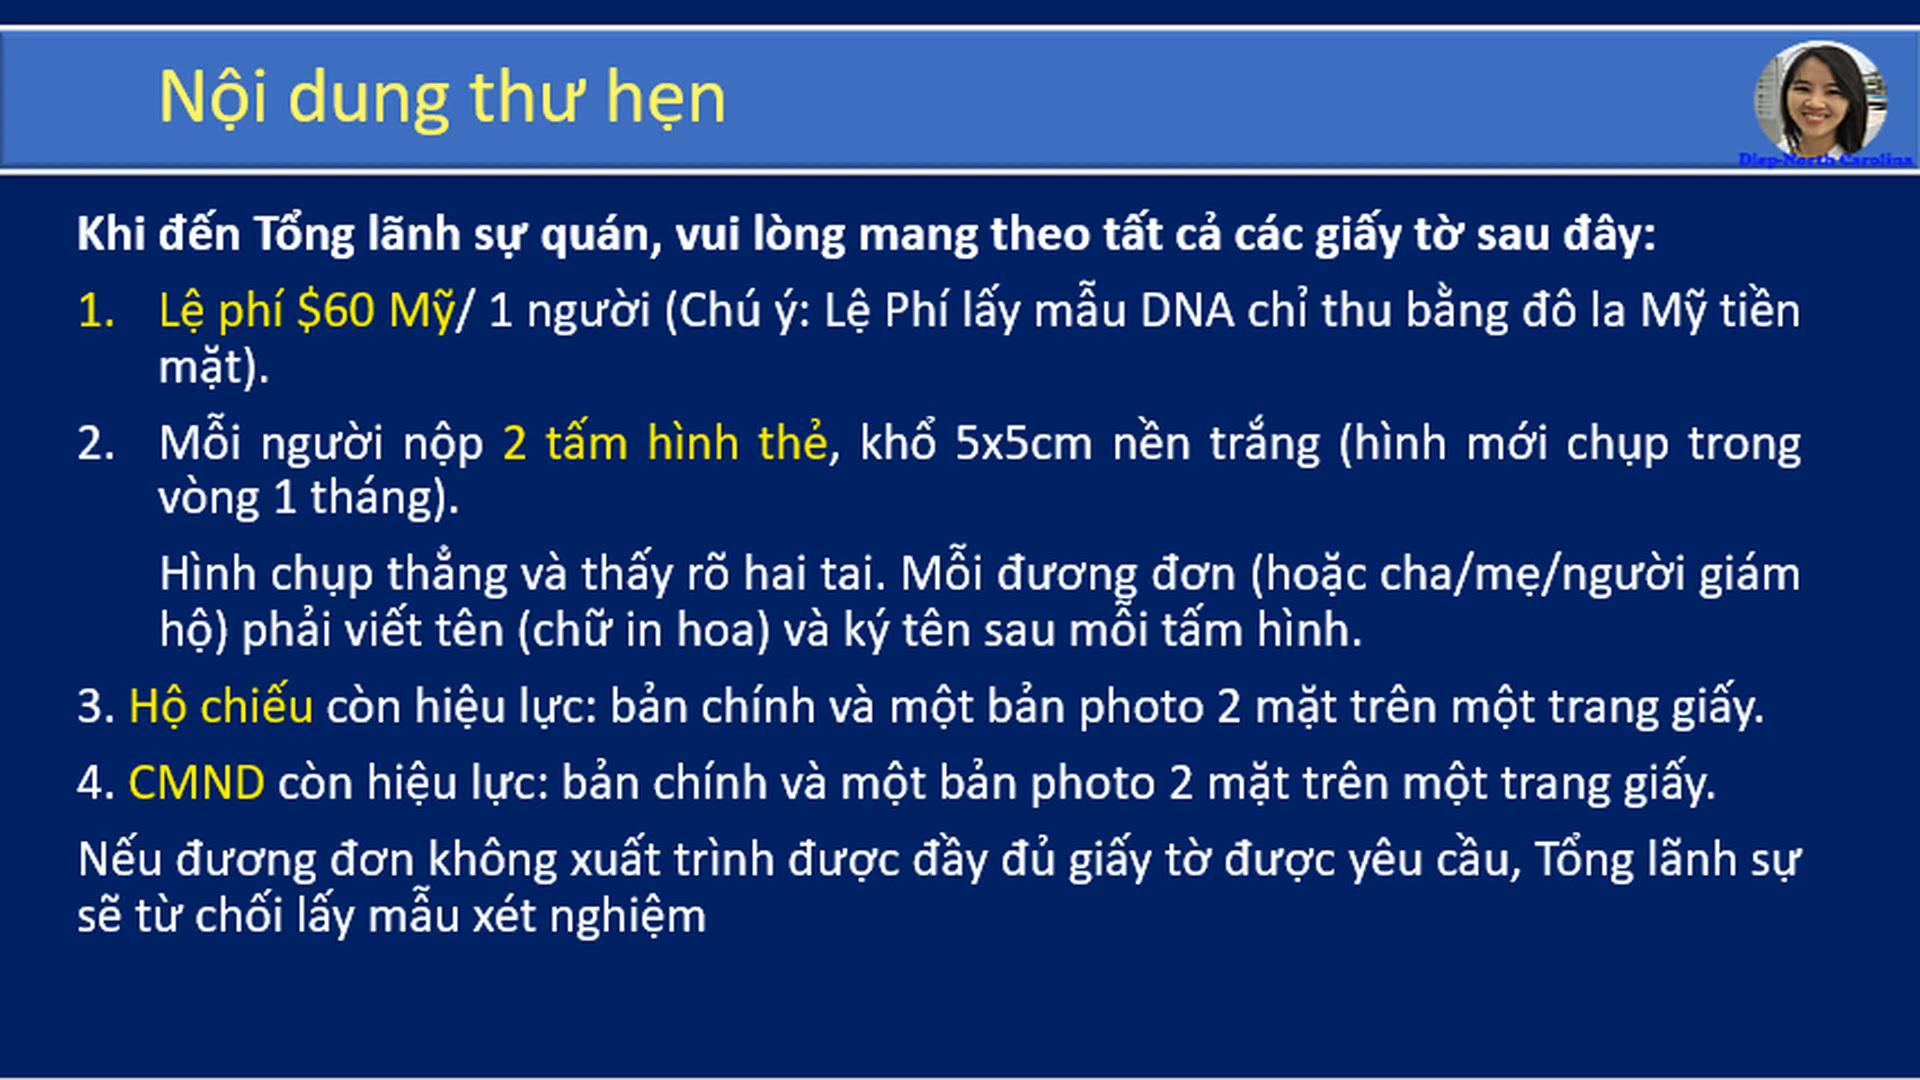 Nội dung thư hẹn
Diep-North Carolina
Khi đến Tổng lãnh sự quán, vui lòng mang theo tất cả các giấy tờ sau đây:
1. Lệ phí $60 Mỹ/ 1 người (Chú ý: Lệ Phí lấy mẫu DNA chỉ thu bằng đô la Mỹ tiền
mặt).
2. Mỗi người nộp 2 tấm hình thẻ, khổ 5x5cm nền trắng (hình mới chụp trong
vòng 1 tháng).
Hình chụp thẳng và thấy rõ hai tai. Mỗi đương đơn (hoặc cha/mẹ/người giám
hộ) phải viết tên (chữ in hoa) và ký tên sau mỗi tấm hình.
3. Hộ chiếu còn hiệu lực: bản chính và một bản photo 2 mặt trên một trang giấy.
4. CMND còn hiệu lực: bản chính và một bản photo 2 mặt trên một trang giấy.
Nếu đương đơn không xuất trình được đầy đủ giấy tờ được yêu cầu, Tổng lãnh sự
sẽ từ chối lấy mẫu xét nghiệm